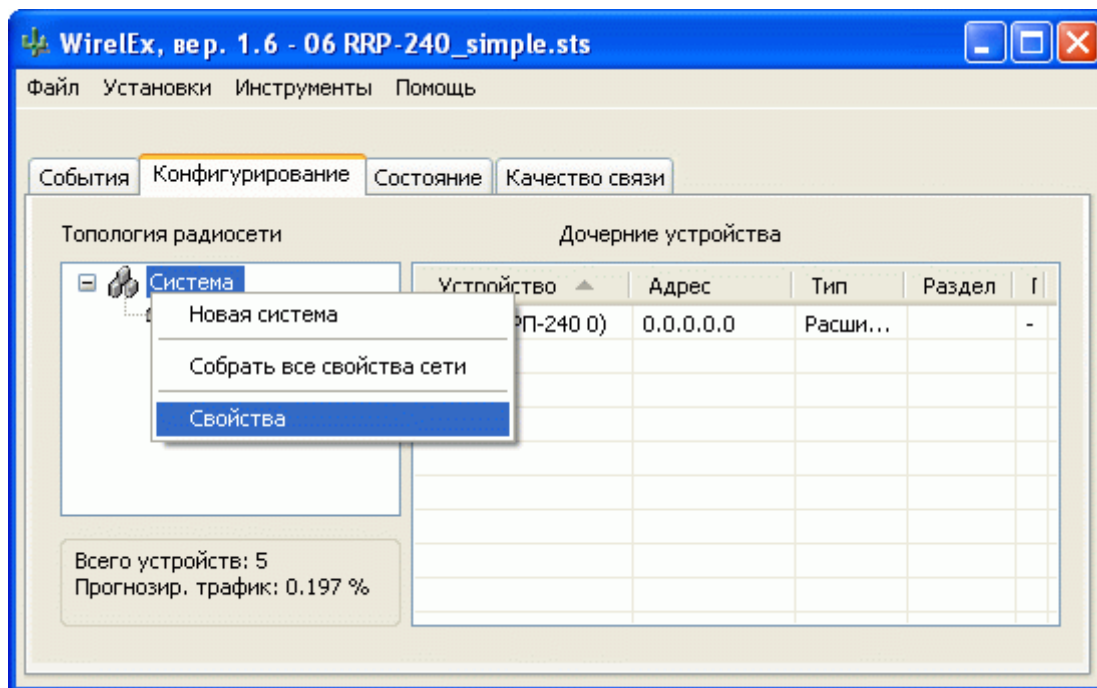 WirelEx, вер. 1.6 - 06 RRP-240_simple.sts
Файл Установки Инструменты Помощь
События Конфигурирование Состояние Качество связи
Топология радиосети
Дочерние устройства
Система
Новая система
Собрать все свойства сети
Свойства
Устройство Адрес Тип Раздел
0) 0.0.0.0.0 Расши... -
Всего устройств: 5
Прогнозир. трафик: 0.197 %